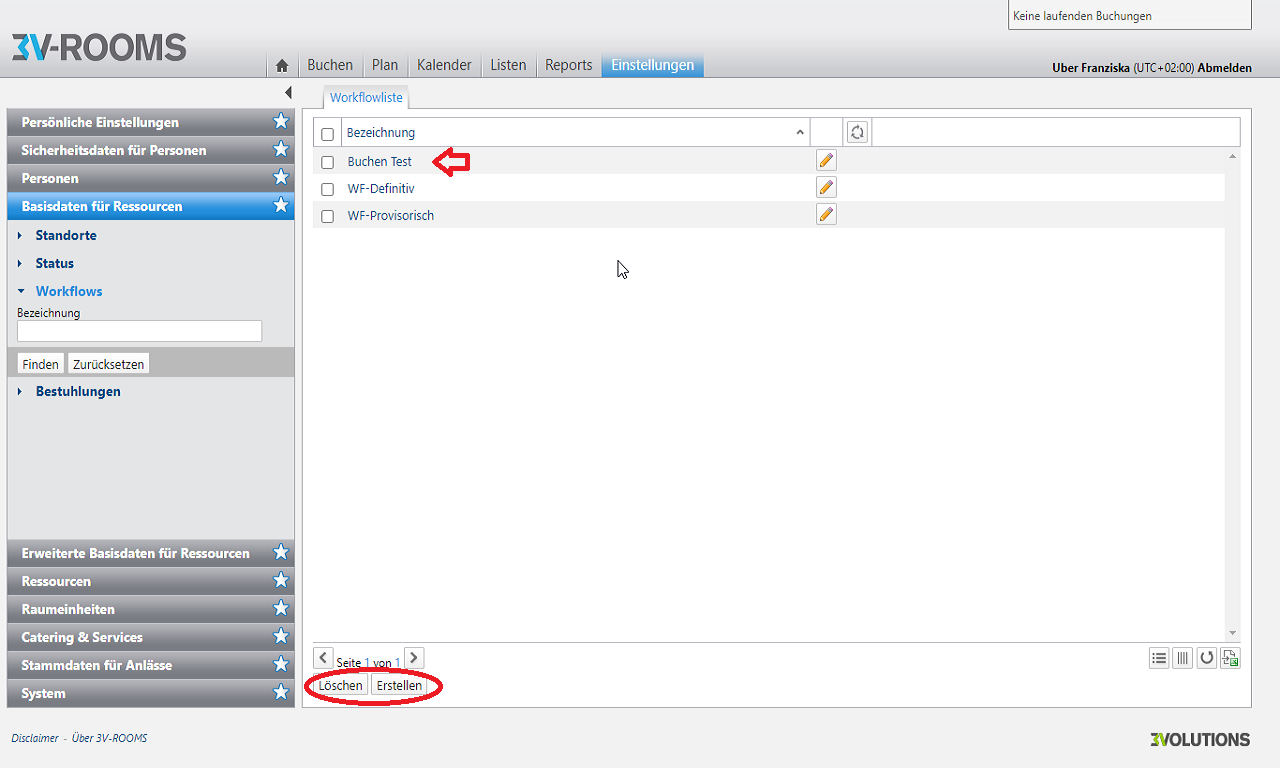 Keine laufenden Buchungen
3V-ROOMS
Buchen Plan Kalender Listen Reports Einstellungen
Uber Franziska (UTC+02:00) Abmelden
Workflowliste
Persönliche Einstellungen
Sicherheitsdaten für Personen
Personen
Basisdaten für Ressourcen
Standorte
Status
Workflows
Bezeichnung
Finden Zurücksetzen
Bestuhlungen
Erweiterte Basisdaten für Ressourcen
Ressourcen
Raumeinheiten
Catering & Services
Stammdaten für Anlässe
System
Bezeichnung
Buchen Test
WF-Definitiv
WF-Provisorisch
Seite 1 von 1
Löschen Erstellen
Disclaimer - Über 3V-ROOMS
3VOLUTIONS